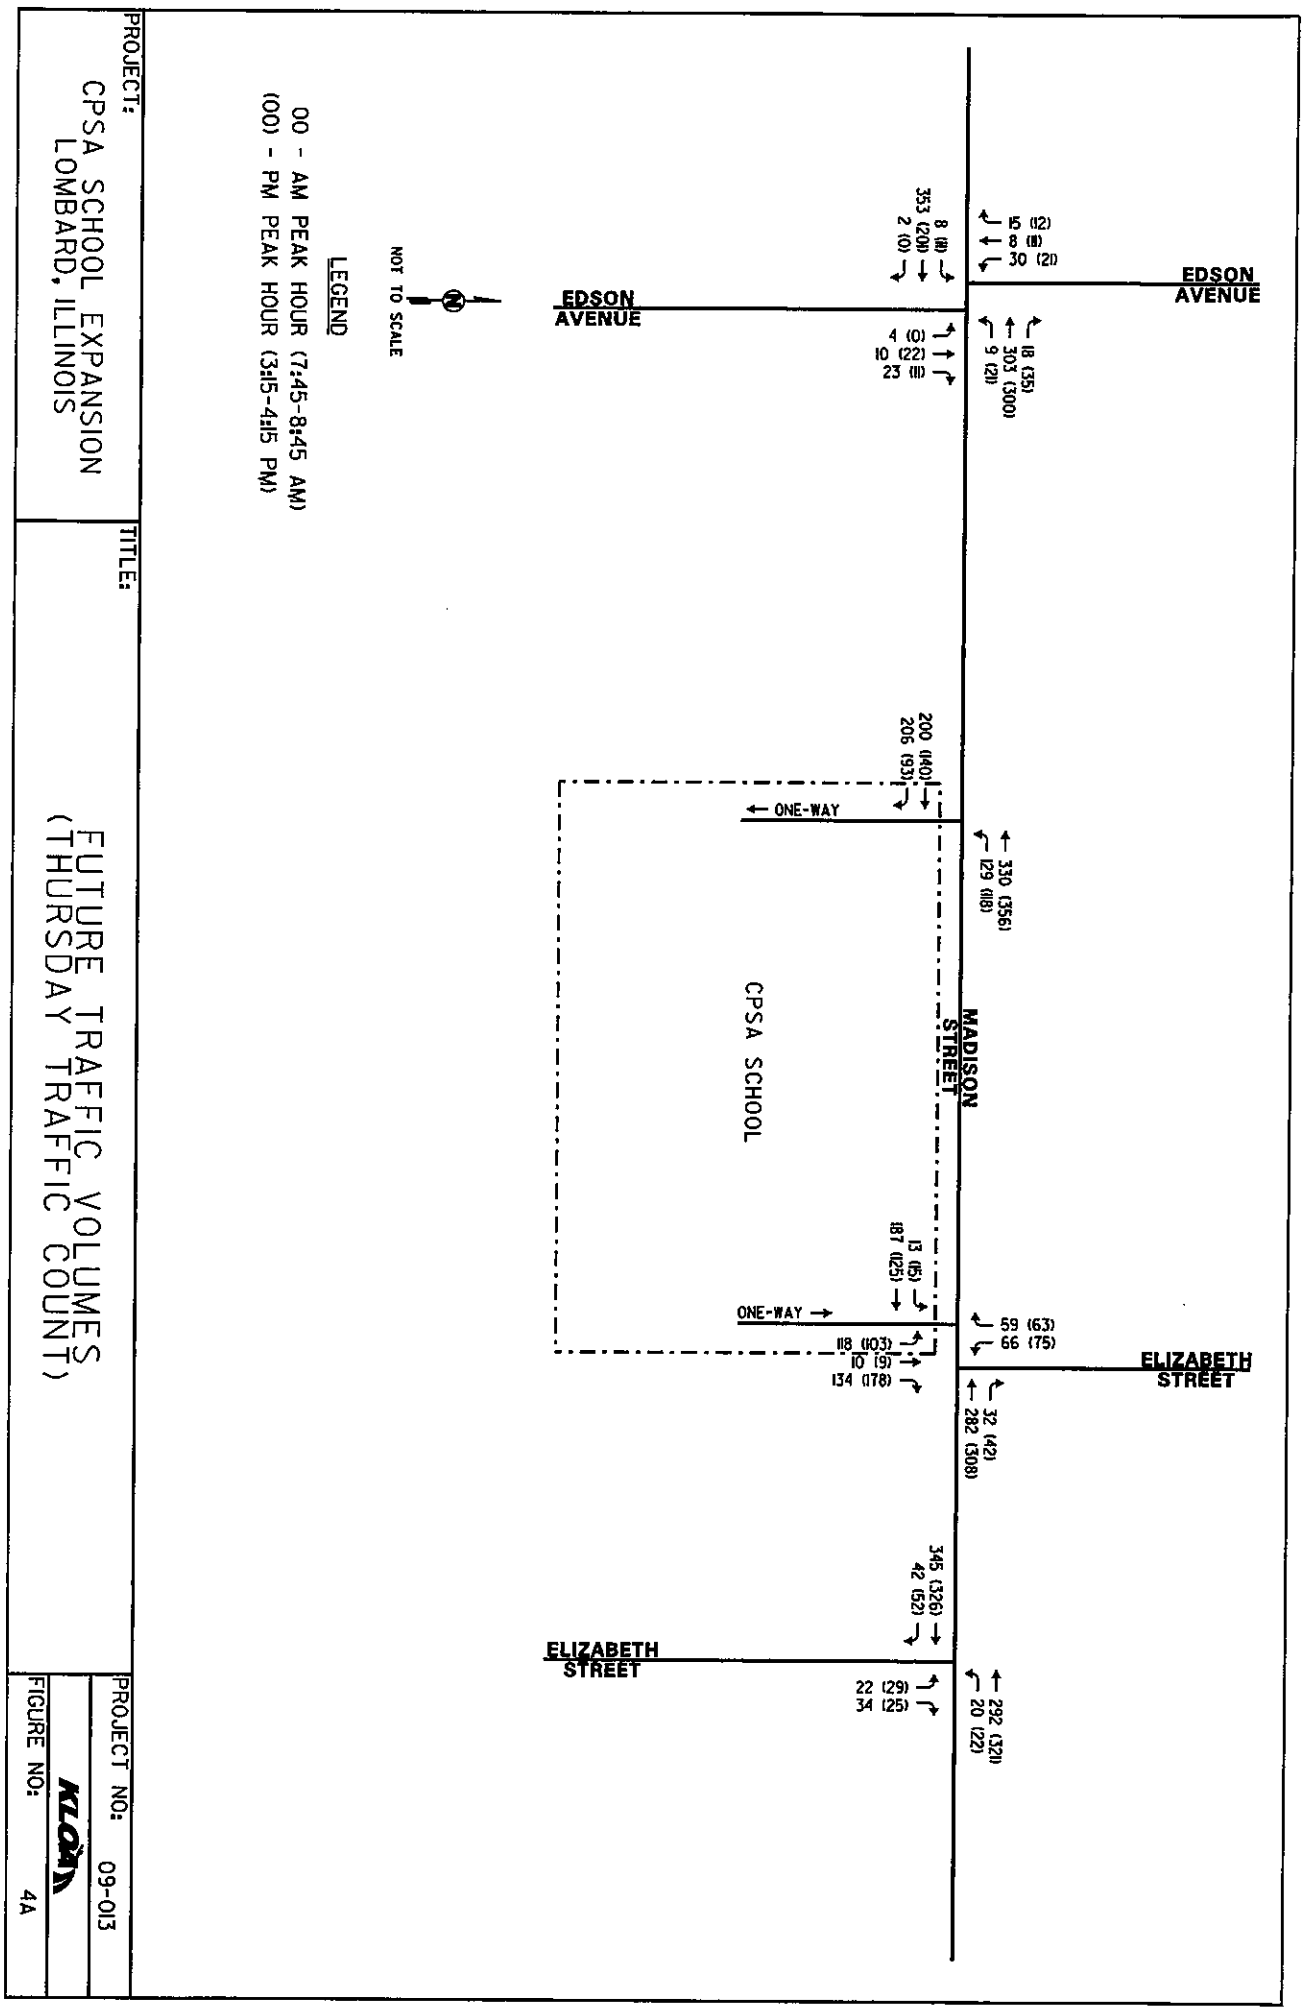 EDSON
AVENUE
15 (12)
8 (11)
30 (21)
8 (11)
353 (201)
2 (0)
18 (35)
303 (300)
9 (21)
EDSON
AVENUE
4 (0)
10 (22)
23 (11)
NOT TO SCALE
N
LEGEND
00 - AM PEAK HOUR (7:45-8:45 AM)
(00) - PM PEAK HOUR (3:15-4:15 PM)
200 (140)
206 (93)
ONE-WAY
330 (356)
129 (118)
MADISON
STREET
CPSA SCHOOL
13 (15)
187 (125)
ONE-WAY
118 (103)
10 (9)
134 (178)
59 (63)
66 (75)
ELIZABETH
STREET
32 (42)
282 (308)
345 (326)
42 (52)
ELIZABETH
STREET
22 (29)
34 (25)
292 (321)
20 (22)
PROJECT:
CPSA SCHOOL EXPANSION
LOMBARD, ILLINOIS
TITLE:
FUTURE TRAFFIC VOLUMES
(THURSDAY TRAFFIC COUNT)
PROJECT NO: 09-013
KLOA
FIGURE NO: 4A